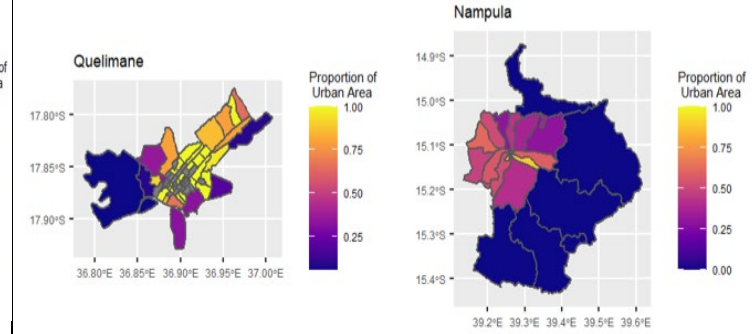 of
a
Quelimane
17.80°S
17.85°S
17.90°S
36.80°E 36.85°E 36.90°E 36.95°E 37.00°E
Proportion of
Urban Area
1.00
0.75
0.50
0.25
Nampula
14.9°S
15.0°S
15.1°S
15.2°S
15.3°S
15.4°S
39.2°E 39.3°E 39.4°E 39.5°E 39.6°E
Proportion of
Urban Area
1.00
0.75
0.50
0.25
0.00